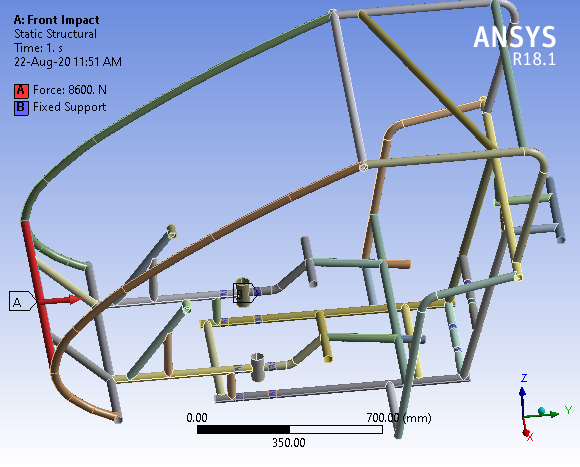 A: Front Impact
Static Structural
Time: 1. s
22-Aug-20 11:51 AM
A Force: 8600. N
B Fixed Support
ANSYS
R18.1
A
B
0.00
700.00 (mm)
350.00
Z
Y
X